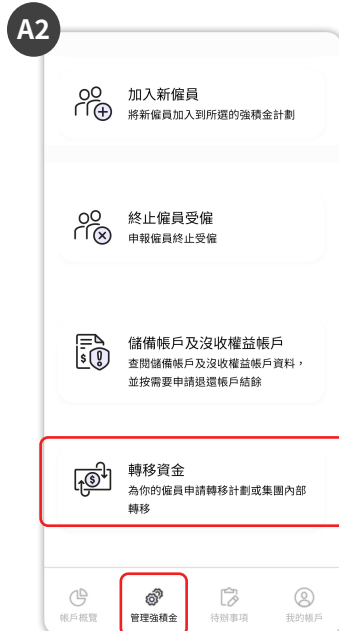 A2
加入新僱員
將新僱員加入到所選的強積金計劃
終止僱員受僱
申報僱員終止受僱
儲備帳戶及沒收權益帳戶
查閱儲備帳戶及沒收權益帳戶資料，
並按需要申請退還帳戶結餘
轉移資金
為你的僱員申請轉移計劃或集團內部
轉移
帳戶概覽
管理強積金
待辦事項
我的帳戶